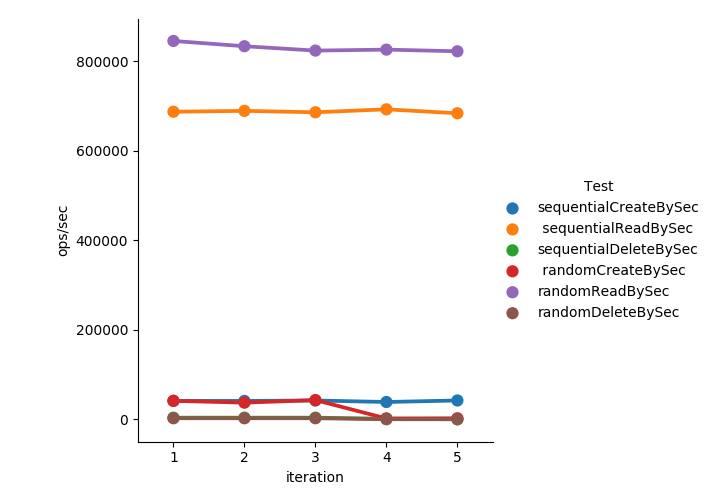 800000
600000
400000
200000
0
ops/sec
1 2 3 4 5
iteration
Test
sequentialCreateBySec
sequentialReadBySec
sequentialDeleteBySec
randomCreateBySec
randomReadBySec
randomDeleteBySec